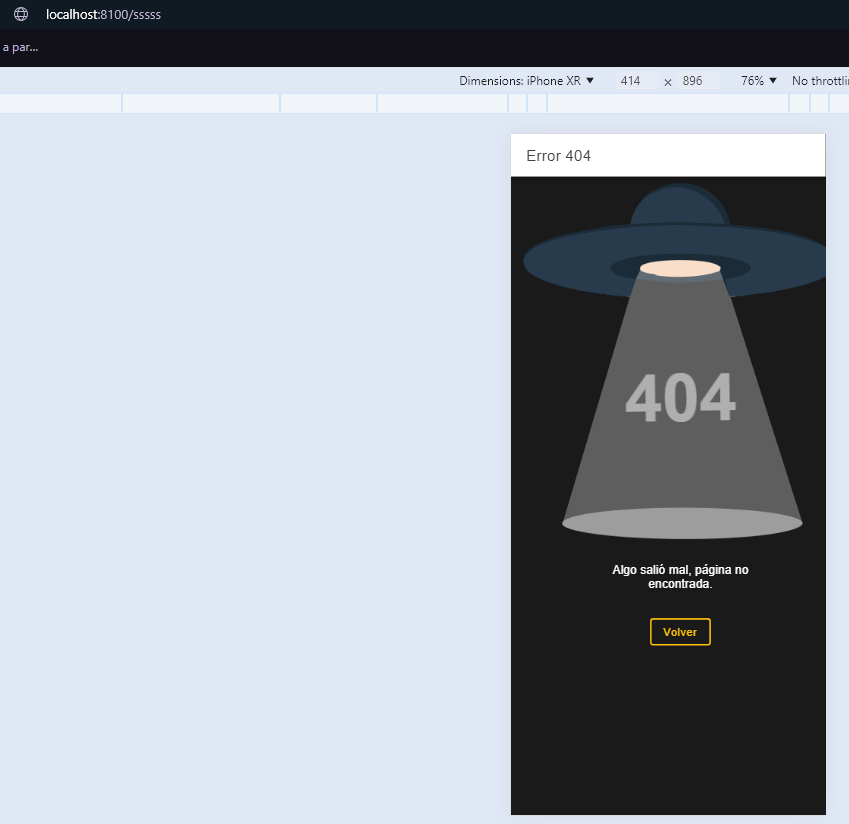 localhost:8100/sssss
a par...
Dimensions: iPhone XR ▼ 414 × 896 76% ▼ No throttli
Error 404
404
Algo salió mal, página no
encontrada.
Volver